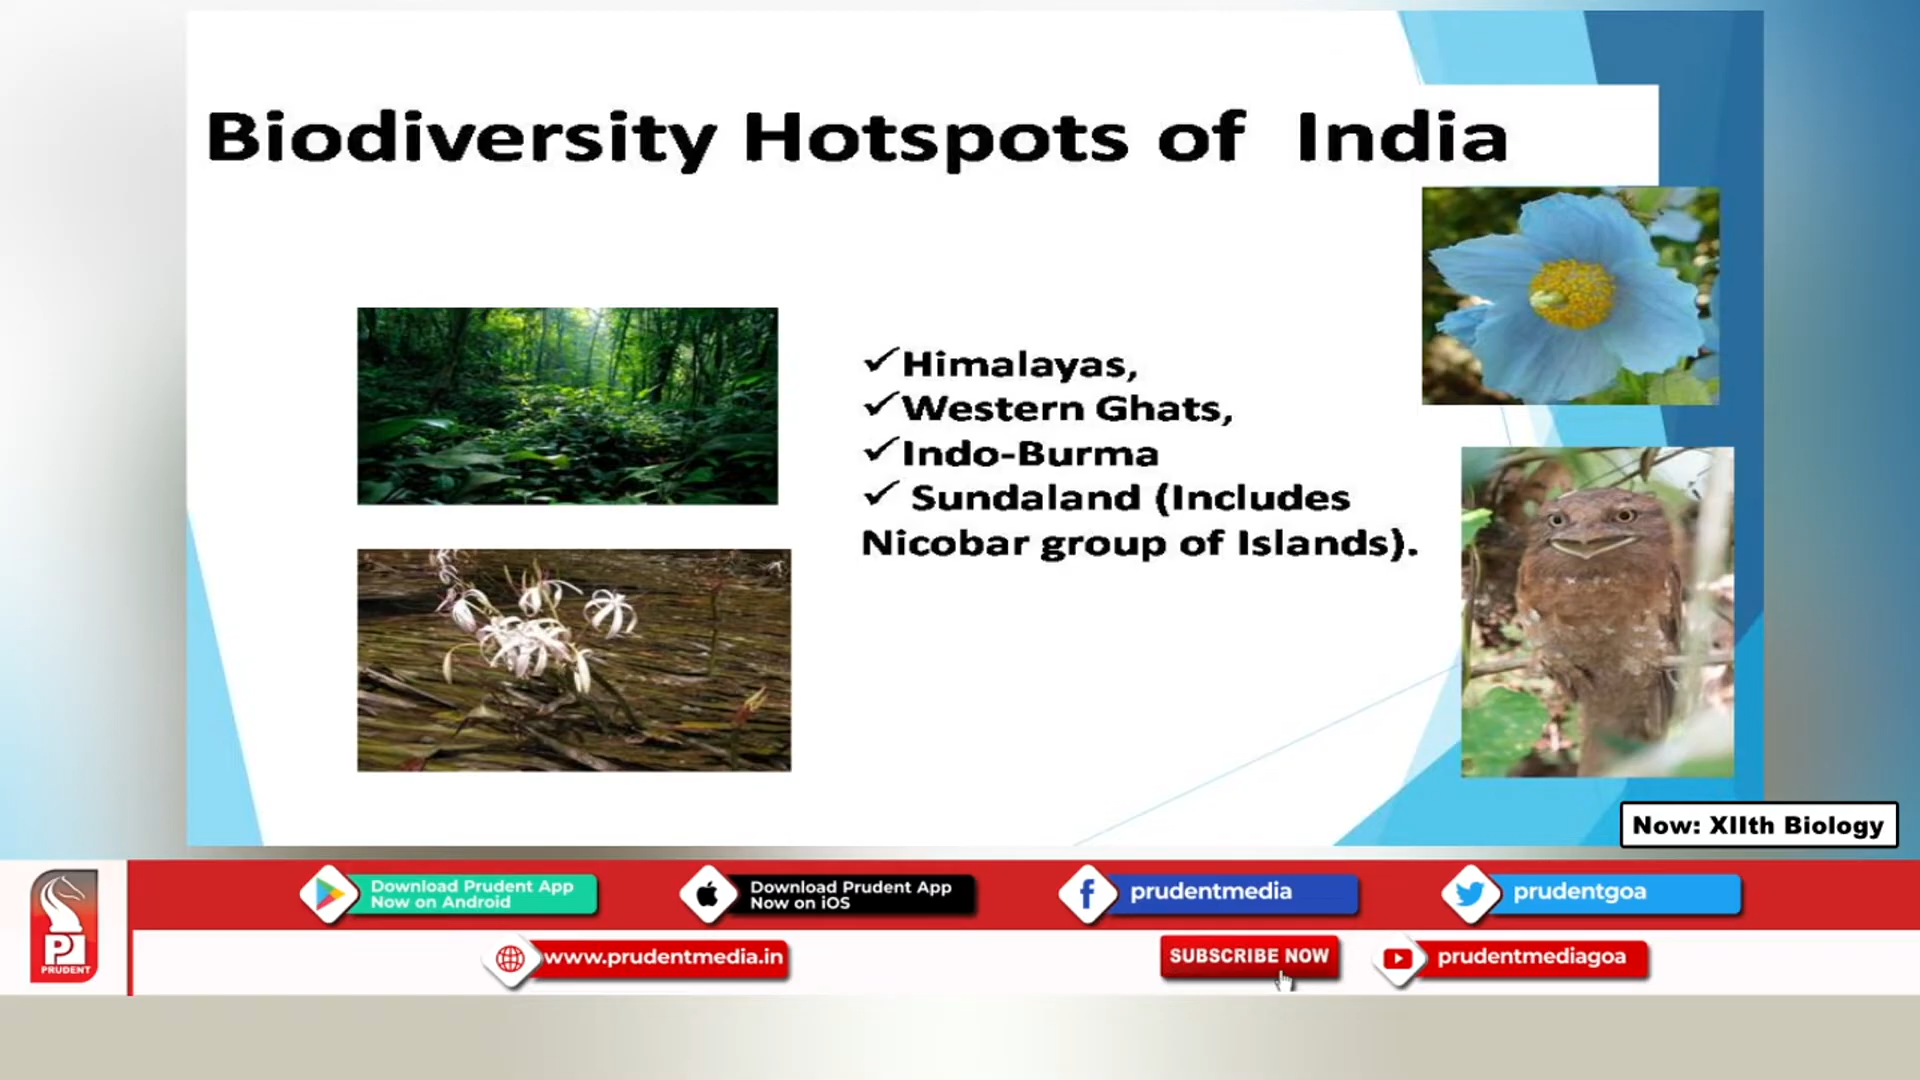 Biodiversity Hotspots of India
✓Himalayas,
✓Western Ghats,
✓Indo-Burma
✓ Sundaland (Includes
Nicobar group of Islands).
Now: XIIth Biology
Download Prudent App
Now on Android
Download Prudent App
Now on iOS
prudentmedia
prudentgoa
PRUDENT
www.prudentmedia.in
SUBSCRIBE NOW
prudentmediagoa